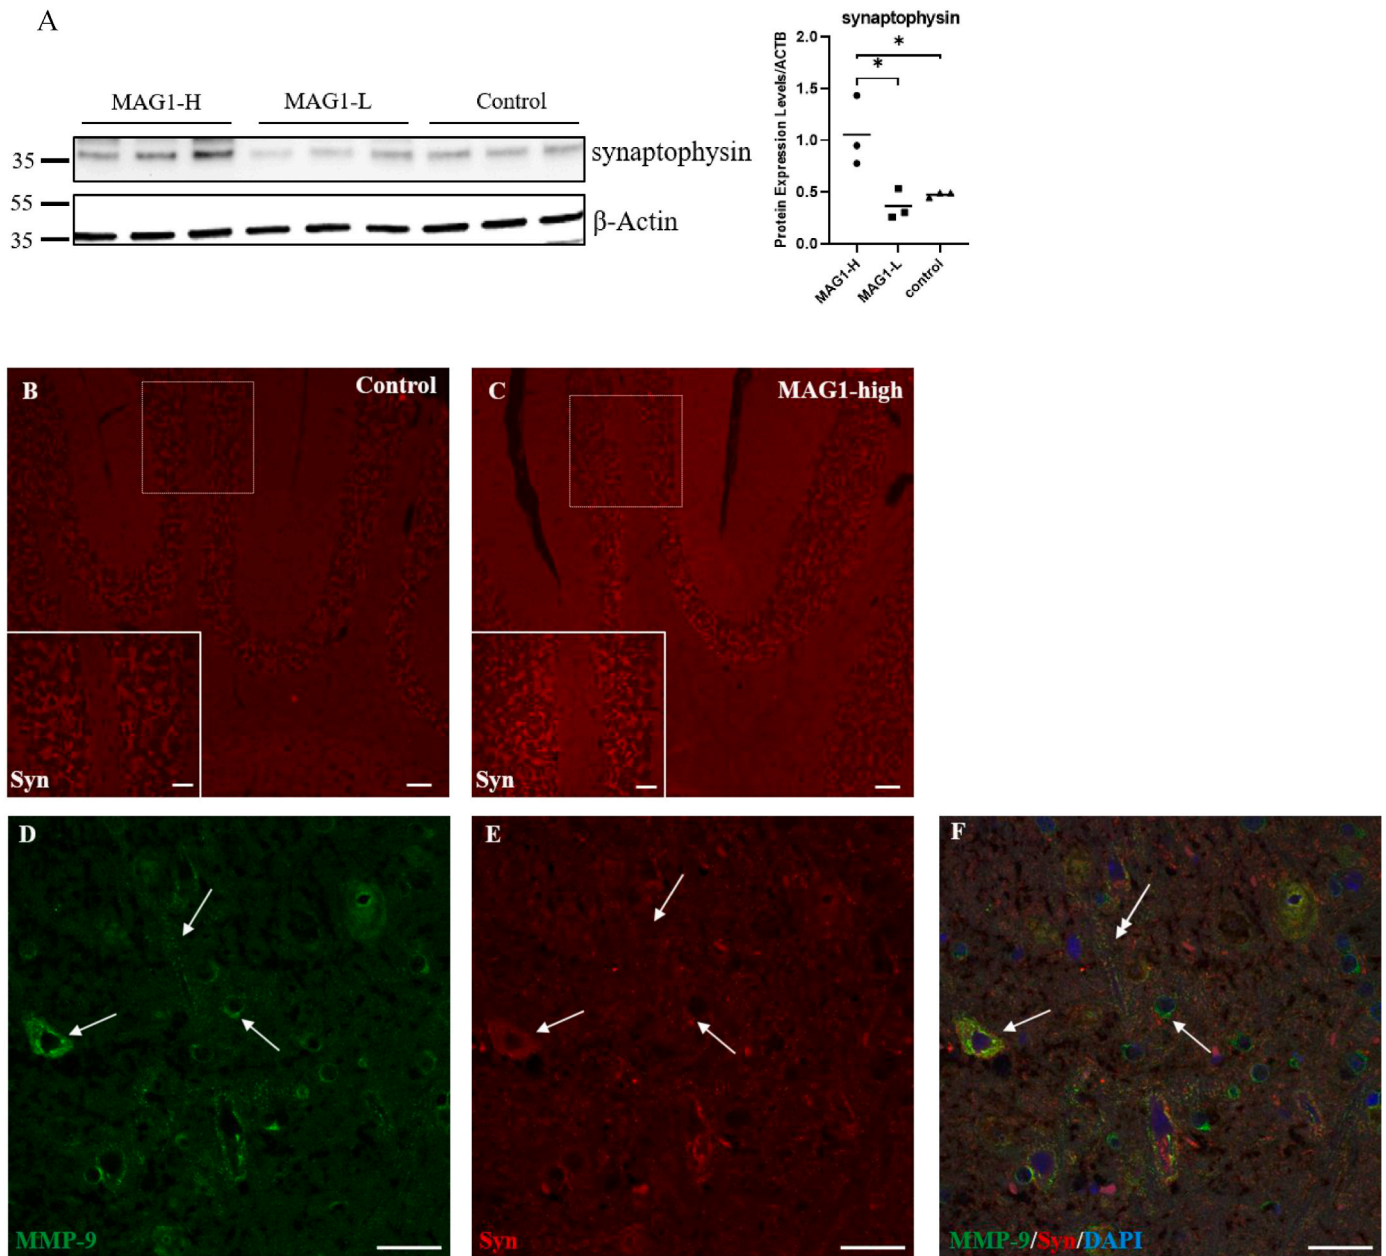 A
MAG1-H MAG1-L Control
35 synaptophysin
55
35 β-Actin
synaptophysin
Protein Expression Levels/ACTB
2.0
1.5
1.0
0.5
0.0
* *
MAG1-H MAG1-L control
B Control
Syn
C MAG1-high
Syn
D
MMP-9
E
Syn
F
MMP-9/Syn/DAPI